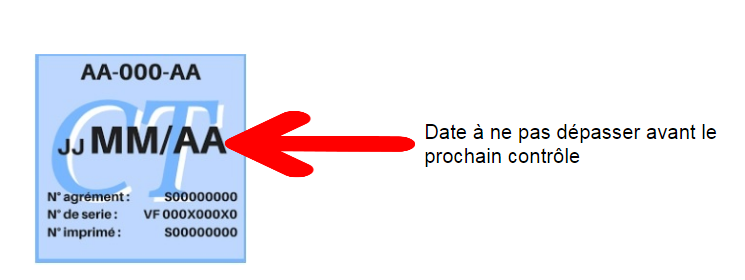 AA-000-AA
CT
JJ MM/AA
Date à ne pas dépasser avant le
prochain contrôle
N° agrément : S00000000
N° de serie : VF 000X000X0
N° imprimé : S00000000